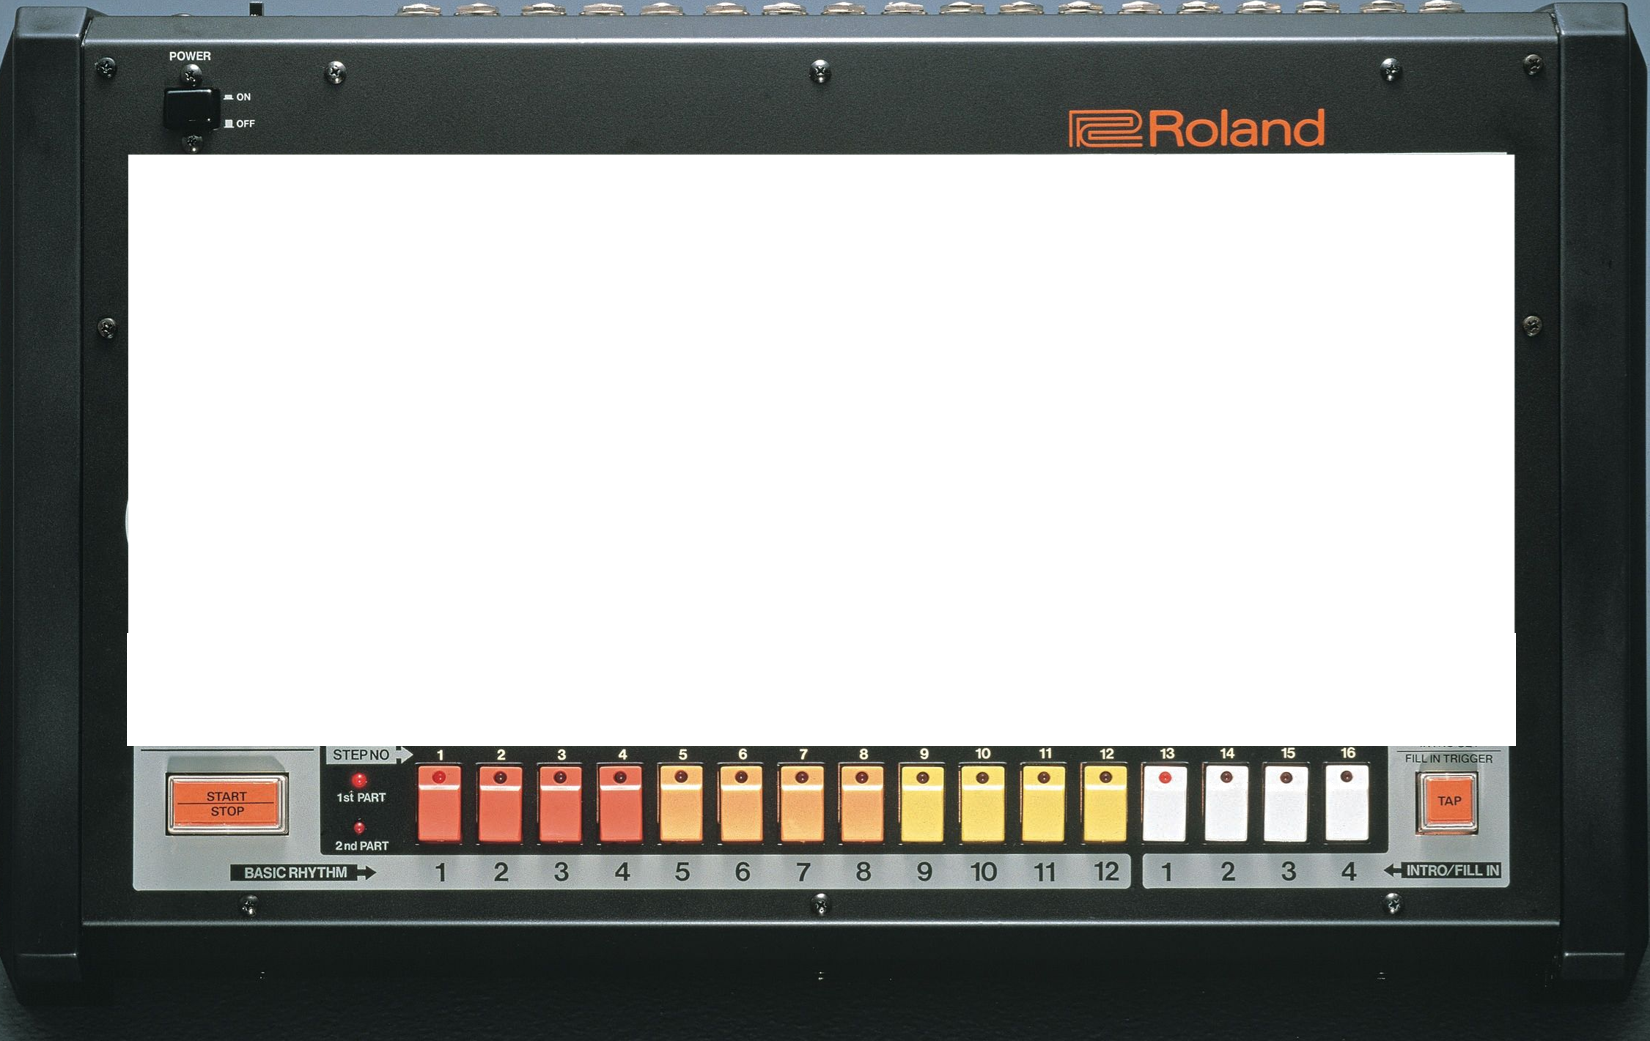 POWER
ON
OFF
Roland
STEP NO 1 2 3 4 5 6 7 8 9 10 11 12 13 14 15 16
FILL IN TRIGGER
START
STOP
1st PART
TAP
2nd PART
BASIC RHYTHM 1 2 3 4 5 6 7 8 9 10 11 12 1 2 3 4 INTRO/FILL IN